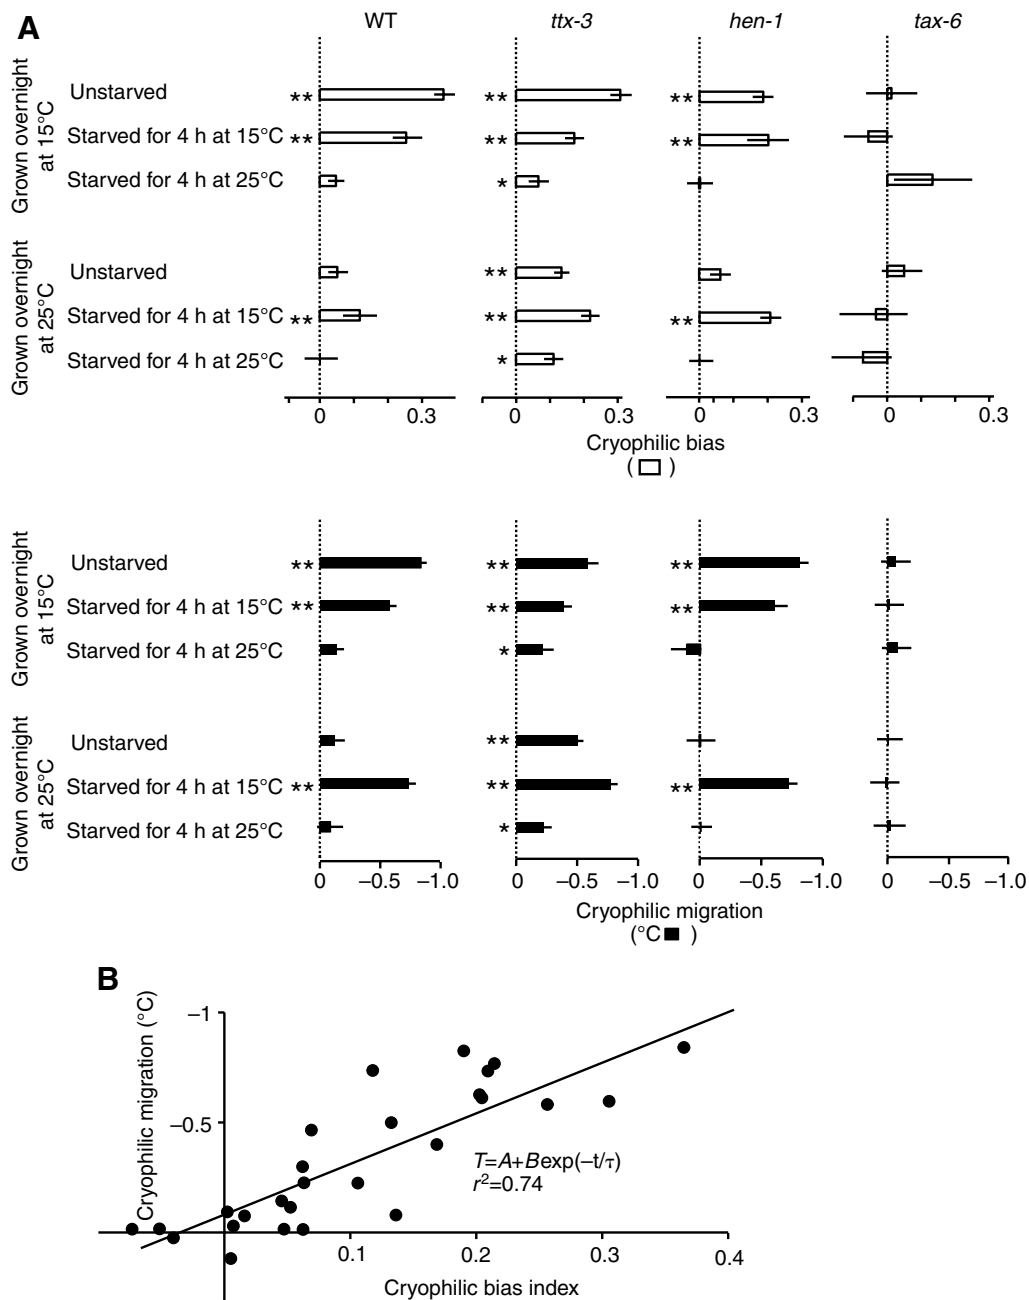 A
WT
ttx-3
hen-1
tax-6
Grown overnight
at 15°C
Unstarved
**
**
**
Starved for 4 h at 15°C
**
**
**
Starved for 4 h at 25°C
*
Grown overnight
at 25°C
Unstarved
**
Starved for 4 h at 15°C
**
**
**
Starved for 4 h at 25°C
*
0 0.3 0 0.3 0 0.3 0 0.3
Cryophilic bias
( )
Grown overnight
at 15°C
Unstarved
**
**
**
Starved for 4 h at 15°C
**
**
**
Starved for 4 h at 25°C
*
Grown overnight
at 25°C
Unstarved
**
Starved for 4 h at 15°C
**
**
**
Starved for 4 h at 25°C
*
0 –0.5 –1.0 0 –0.5 –1.0 0 –0.5 –1.0 0 –0.5 –1.0
Cryophilic migration
(°C )
B
Cryophilic migration (°C)
–1
–0.5
T=A+Bexp(–t/τ)
r²=0.74
0.1 0.2 0.3 0.4
Cryophilic bias index